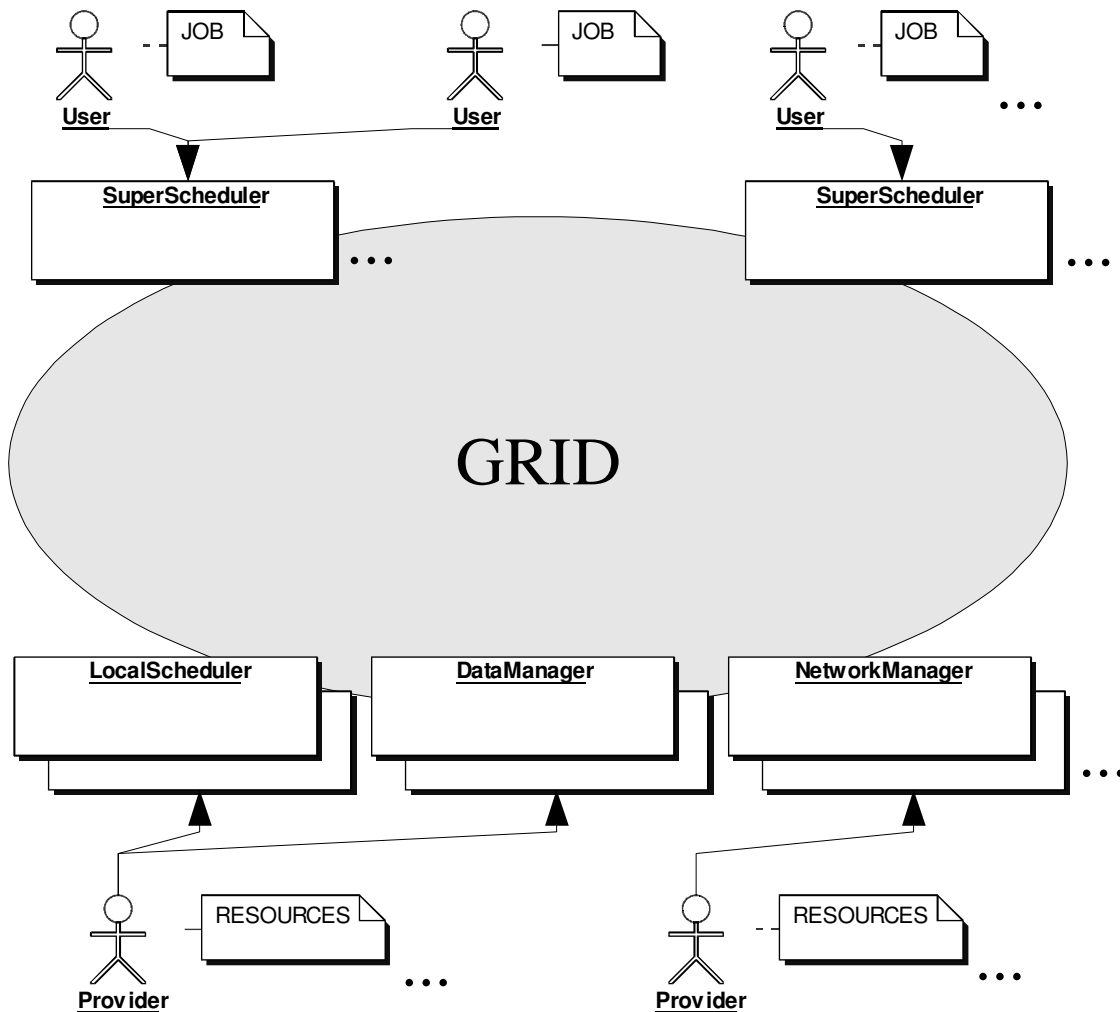 JOB
JOB
JOB
User
User
User
...
SuperScheduler
SuperScheduler
...
...
GRID
LocalScheduler
DataManager
NetworkManager
...
RESOURCES
RESOURCES
...
...
Provider
Provider